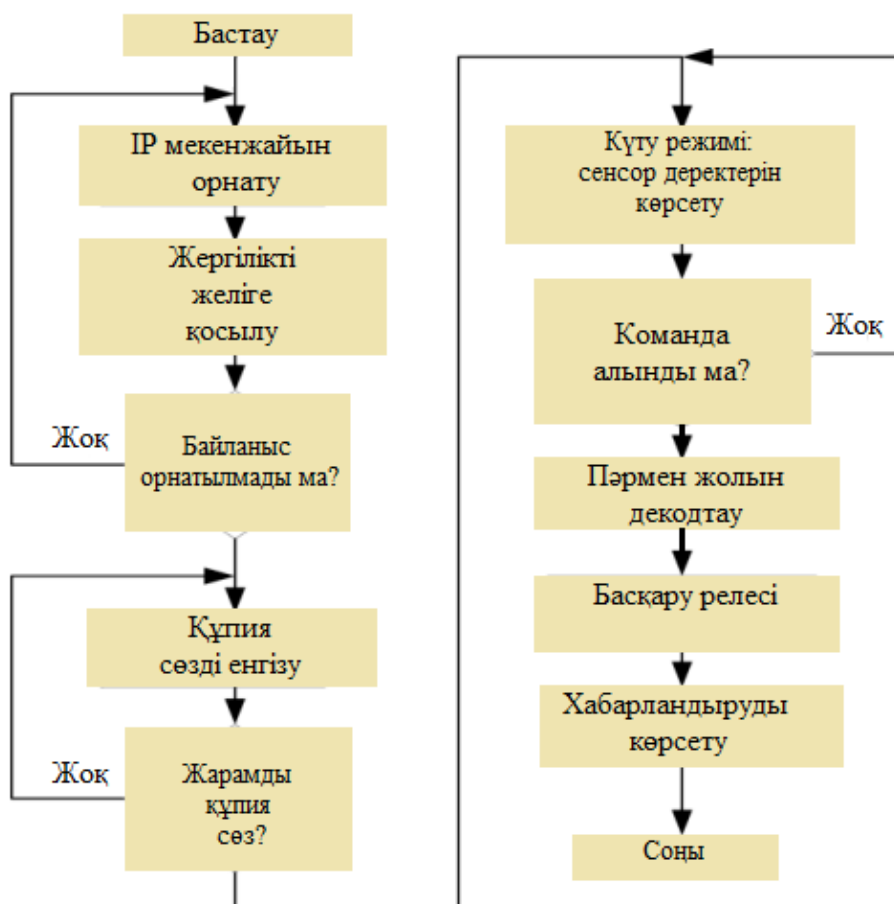 Бастау
IP мекенжайын
орнату
Жергілікті
желіге
қосылу
Жоқ
Байланыс
орнатылмады ма?
Құпия
сөзді енгізу
Жоқ
Жарамды
құпия
сөз?
Күту режимі:
сенсор деректерін
көрсету
Команда
алынды ма?
Жоқ
Пәрмен жолын
декодтау
Басқару релесі
Хабарландыруды
көрсету
Соңы